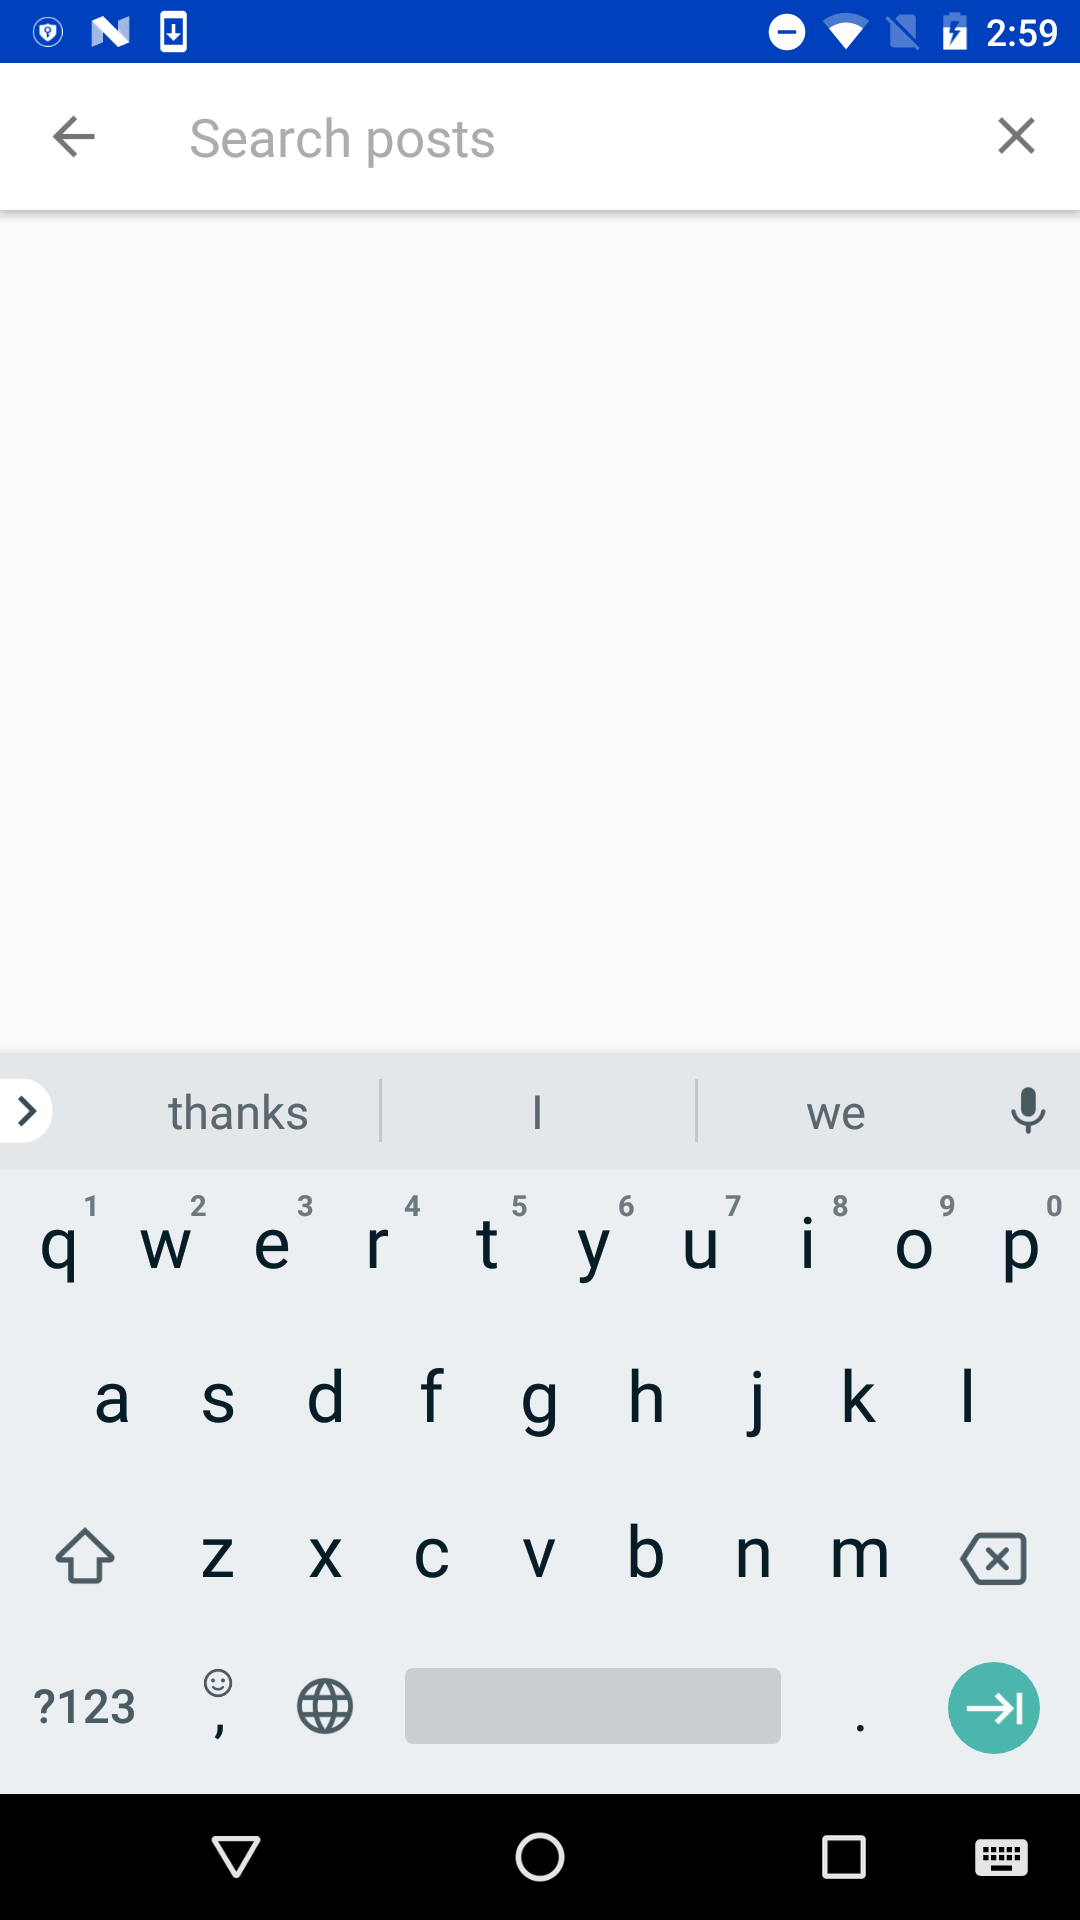 2:59
Search posts
thanks I we
1 2 3 4 5 6 7 8 9 0
q w e r t y u i o p
a s d f g h j k l
z x c v b n m
?123 , .